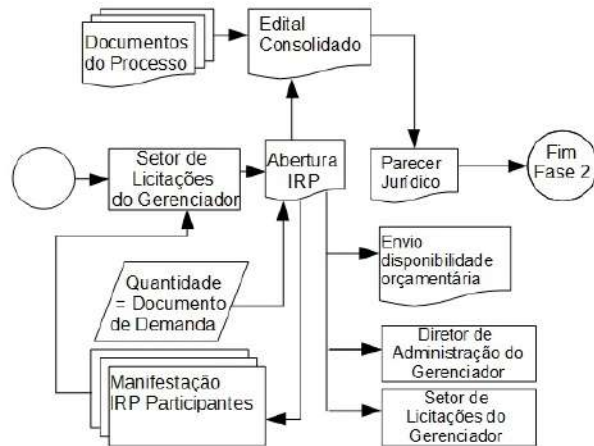 Documentos
do Processo
Edital
Consolidado
Setor de
Licitações
do Gerenciador
Abertura
IRP
Parecer
Jurídico
Fim
Fase 2
Quantidade
= Documento
de Demanda
Envio
disponibilidade
orçamentária
Manifestação
IRP Participantes
Diretor de
Administração do
Gerenciador
Setor de
Licitações do
Gerenciador